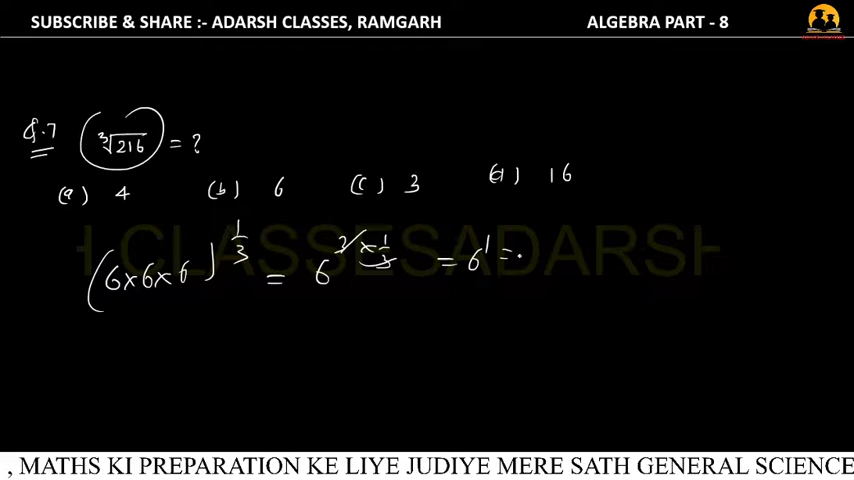 SUBSCRIBE & SHARE :- ADARSH CLASSES, RAMGARH ALGEBRA PART - 8
Q.7 ∛216 = ?
(a) 4 (b) 6 (c) 3 (d) 16
(6×6×6)^1/3 = 6^3×1/3 = 6^1 =
H CLASSES ADARSH
, MATHS KI PREPARATION KE LIYE JUDIYE MERE SATH GENERAL SCIENCE